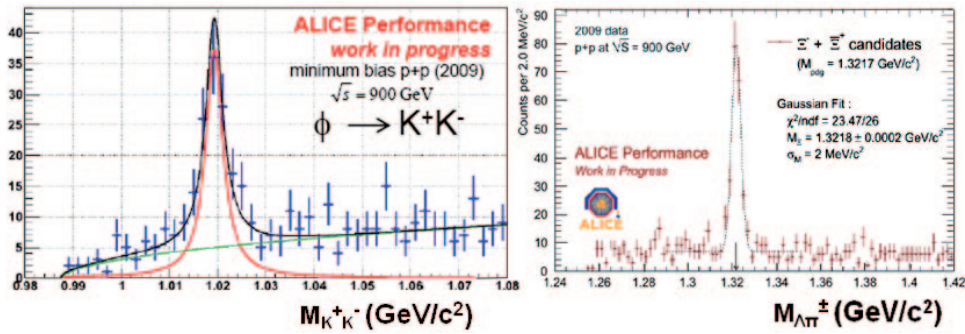 ALICE Performance
work in progress
minimum bias p+p (2009)
√s = 900 GeV
ϕ → K⁺K⁻
40
35
30
25
20
15
10
5
0
0.98
0.99
1
1.01
1.02
1.03
1.04
1.05
1.06
1.07
1.08
M_K⁺K⁻ (GeV/c²)
Counts per 2.0 MeV/c²
90
80
70
60
50
40
30
20
10
0
2009 data
p+p at √S = 900 GeV
Ξ⁻ + Ξ̅⁺ candidates
(M_pdg = 1.3217 GeV/c²)
Gaussian Fit :
χ²/ndf = 23.47/26
M_Ξ = 1.3218 ± 0.0002 GeV/c²
σ_M = 2 MeV/c²
ALICE Performance
Work in Progress
ALICE
1.24
1.26
1.28
1.3
1.32
1.34
1.36
1.38
1.4
1.42
M_Λπ± (GeV/c²)